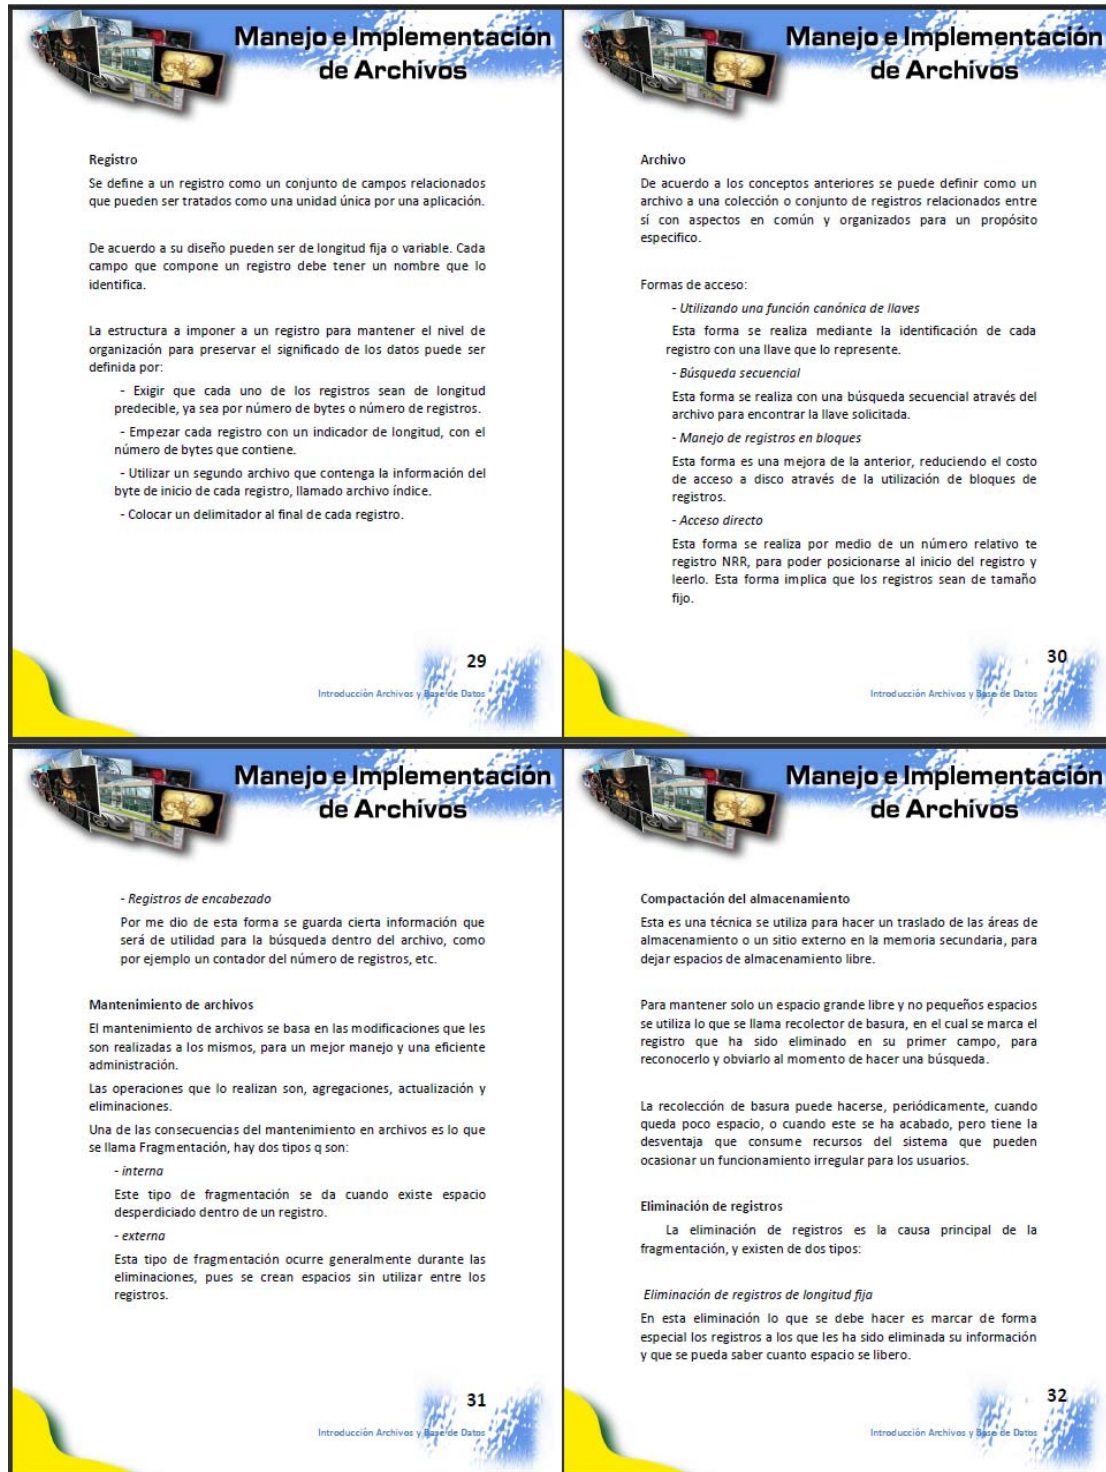 Manejo e Implementación
de Archivos
Registro
Se define a un registro como un conjunto de campos relacionados
que pueden ser tratados como una unidad única por una aplicación.
De acuerdo a su diseño pueden ser de longitud fija o variable. Cada
campo que compone un registro debe tener un nombre que lo
identifica.
La estructura a imponer a un registro para mantener el nivel de
organización para preservar el significado de los datos puede ser
definida por:
- Exigir que cada uno de los registros sean de longitud
predecible, ya sea por número de bytes o número de registros.
- Empezar cada registro con un indicador de longitud, con el
número de bytes que contiene.
- Utilizar un segundo archivo que contenga la información del
byte de inicio de cada registro, llamado archivo índice.
- Colocar un delimitador al final de cada registro.
29
Introducción Archivos y Base de Datos
Manejo e Implementación
de Archivos
Archivo
De acuerdo a los conceptos anteriores se puede definir como un
archivo a una colección o conjunto de registros relacionados entre
sí con aspectos en común y organizados para un propósito
especifico.
Formas de acceso:
- Utilizando una función canónica de llaves
Esta forma se realiza mediante la identificación de cada
registro con una llave que lo represente.
- Búsqueda secuencial
Esta forma se realiza con una búsqueda secuencial através del
archivo para encontrar la llave solicitada.
- Manejo de registros en bloques
Esta forma es una mejora de la anterior, reduciendo el costo
de acceso a disco através de la utilización de bloques de
registros.
- Acceso directo
Esta forma se realiza por medio de un número relativo te
registro NRR, para poder posicionarse al inicio del registro y
leerlo. Esta forma implica que los registros sean de tamaño
fijo.
30
Introducción Archivos y Base de Datos
Manejo e Implementación
de Archivos
- Registros de encabezado
Por me dio de esta forma se guarda cierta información que
será de utilidad para la búsqueda dentro del archivo, como
por ejemplo un contador del número de registros, etc.
Mantenimiento de archivos
El mantenimiento de archivos se basa en las modificaciones que les
son realizadas a los mismos, para un mejor manejo y una eficiente
administración.
Las operaciones que lo realizan son, agregaciones, actualización y
eliminaciones.
Una de las consecuencias del mantenimiento en archivos es lo que
se llama Fragmentación, hay dos tipos q son:
- interna
Este tipo de fragmentación se da cuando existe espacio
desperdiciado dentro de un registro.
- externa
Esta tipo de fragmentación ocurre generalmente durante las
eliminaciones, pues se crean espacios sin utilizar entre los
registros.
31
Introducción Archivos y Base de Datos
Manejo e Implementación
de Archivos
Compactación del almacenamiento
Esta es una técnica se utiliza para hacer un traslado de las áreas de
almacenamiento o un sitio externo en la memoria secundaria, para
dejar espacios de almacenamiento libre.
Para mantener solo un espacio grande libre y no pequeños espacios
se utiliza lo que se llama recolector de basura, en el cual se marca el
registro que ha sido eliminado en su primer campo, para
reconocerlo y obviarlo al momento de hacer una búsqueda.
La recolección de basura puede hacerse, periódicamente, cuando
queda poco espacio, o cuando este se ha acabado, pero tiene la
desventaja que consume recursos del sistema que pueden
ocasionar un funcionamiento irregular para los usuarios.
Eliminación de registros
La eliminación de registros es la causa principal de la
fragmentación, y existen de dos tipos:
Eliminación de registros de longitud fija
En esta eliminación lo que se debe hacer es marcar de forma
especial los registros a los que les ha sido eliminada su información
y que se pueda saber cuanto espacio se libero.
32
Introducción Archivos y Base de Datos